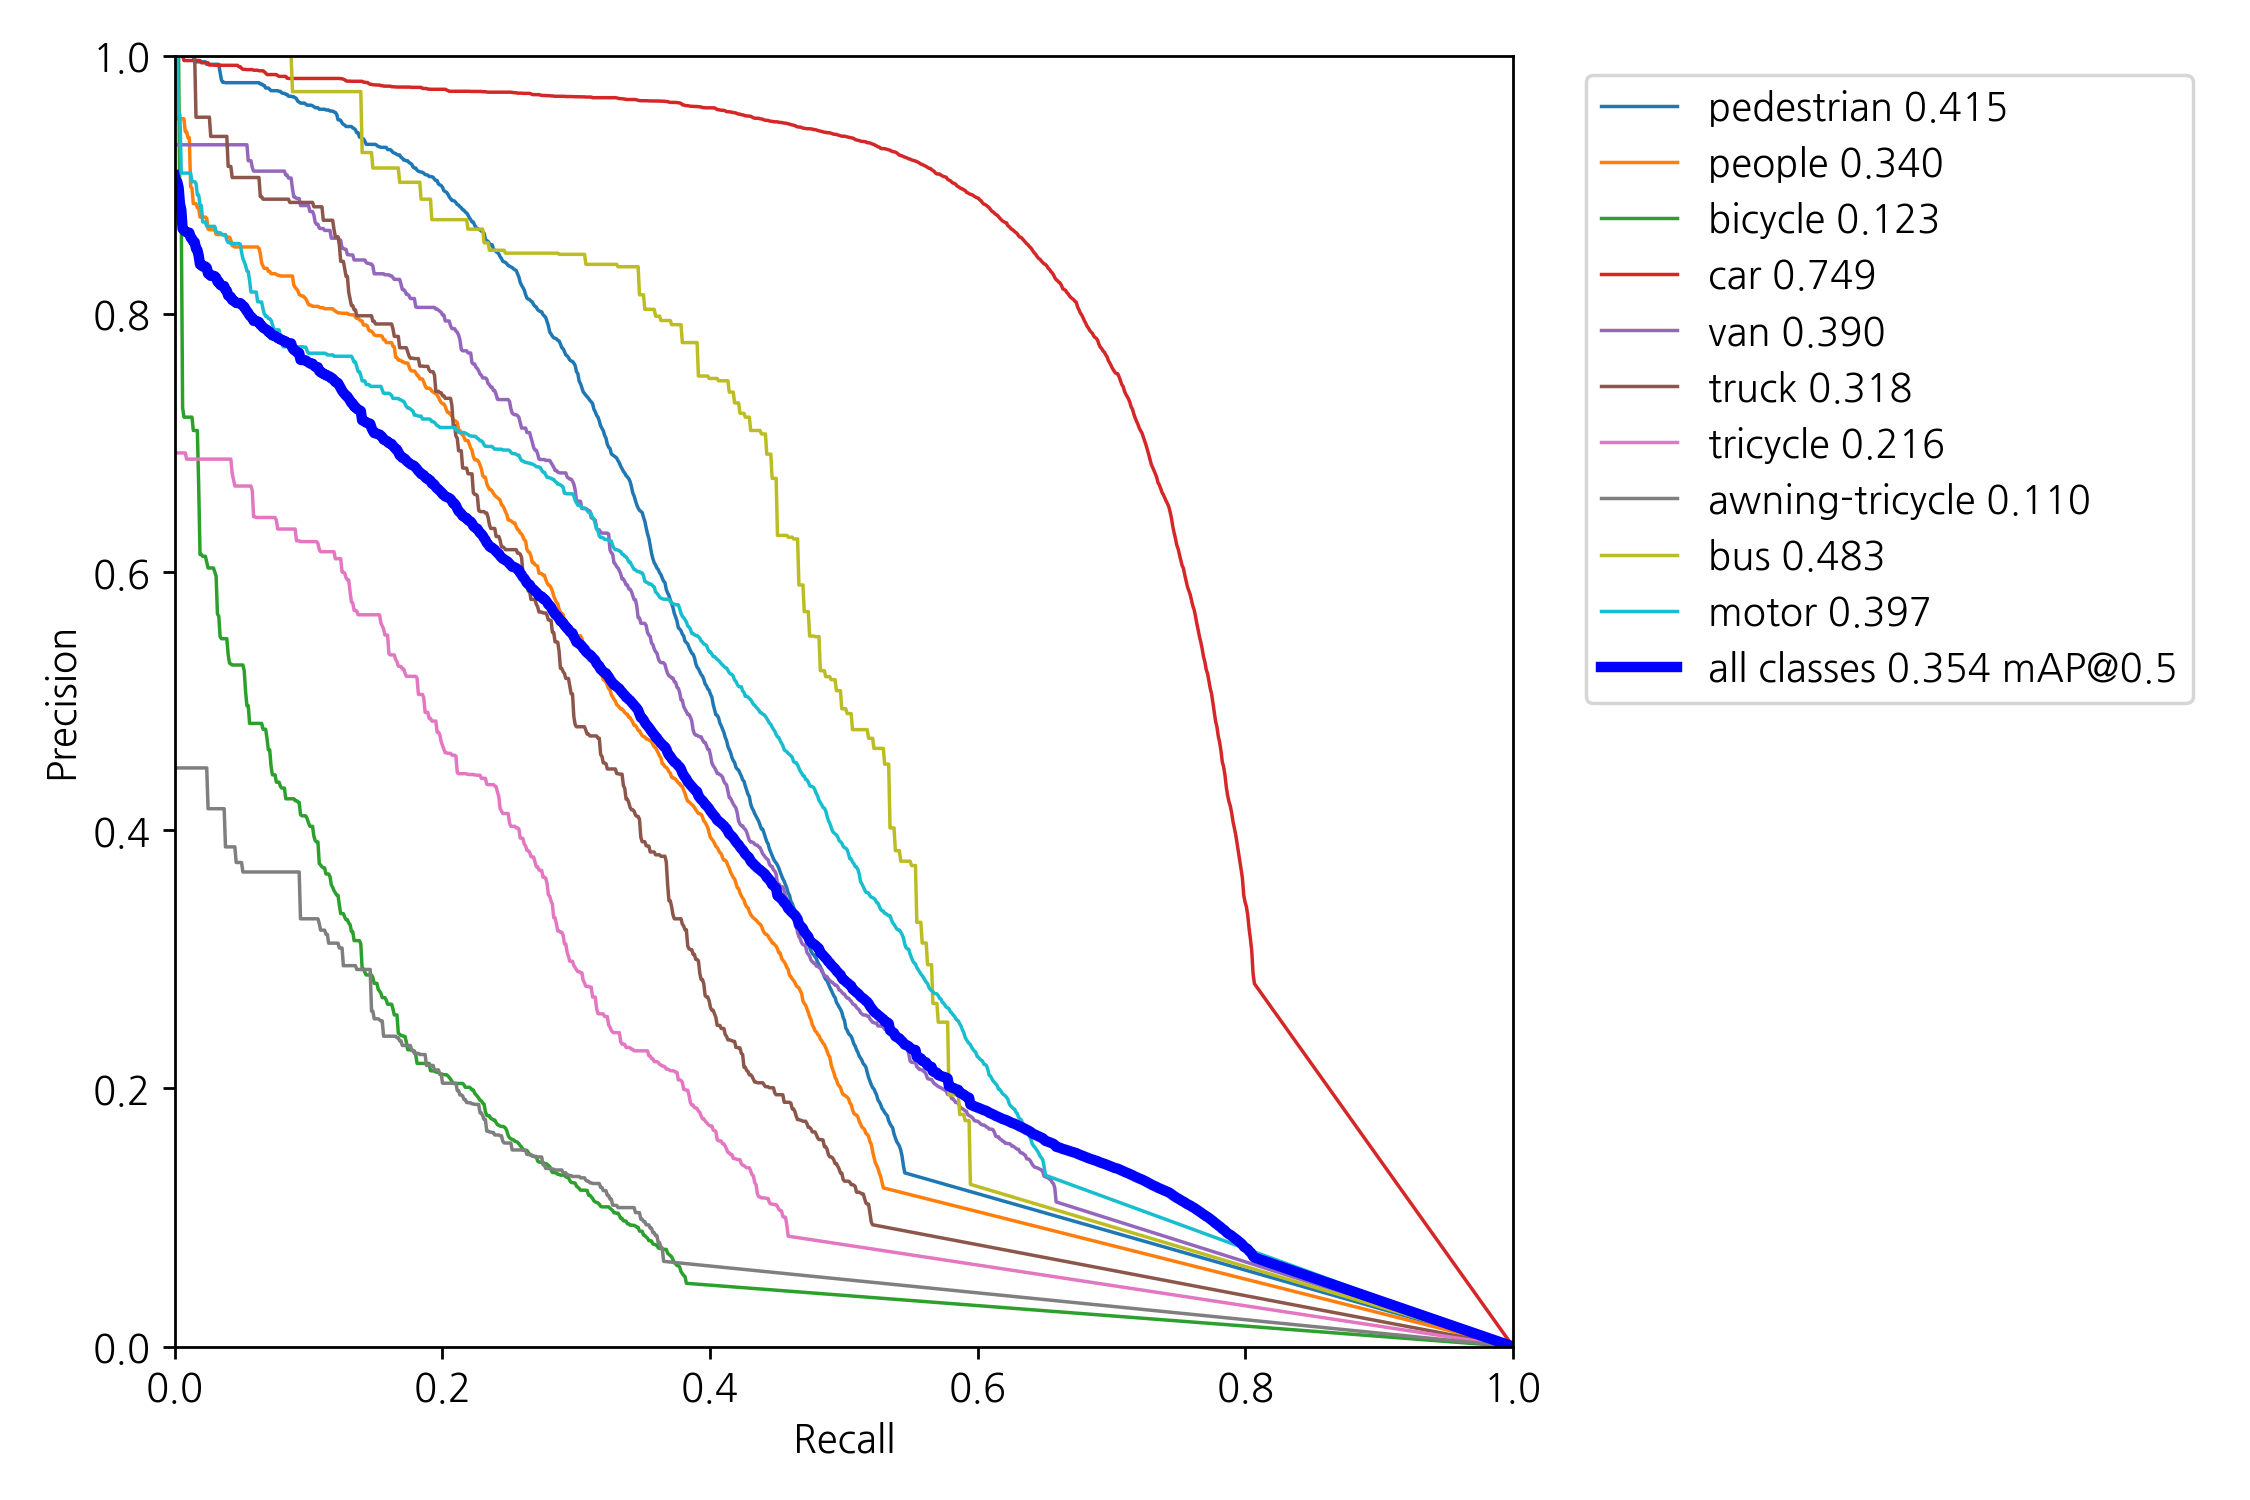 1.0
0.8
0.6
0.4
0.2
0.0
Precision
0.0 0.2 0.4 0.6 0.8 1.0
Recall
pedestrian 0.415
people 0.340
bicycle 0.123
car 0.749
van 0.390
truck 0.318
tricycle 0.216
awning-tricycle 0.110
bus 0.483
motor 0.397
all classes 0.354 mAP@0.5